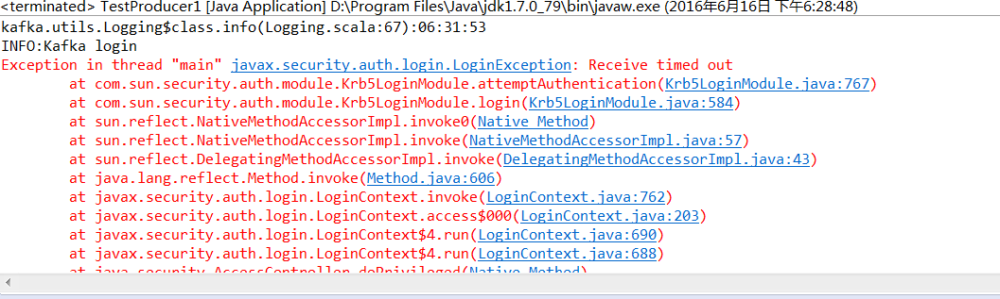 <terminated> TestProducer1 [Java Application] D:\Program Files\Java\jdk1.7.0_79\bin\javaw.exe (2016年6月16日 下午6:28:48)
kafka.utils.Logging$class.info(Logging.scala:67):06:31:53
INFO:Kafka login
Exception in thread "main" javax.security.auth.login.LoginException: Receive timed out
at com.sun.security.auth.module.Krb5LoginModule.attemptAuthentication(Krb5LoginModule.java:767)
at com.sun.security.auth.module.Krb5LoginModule.login(Krb5LoginModule.java:584)
at sun.reflect.NativeMethodAccessorImpl.invoke0(Native Method)
at sun.reflect.NativeMethodAccessorImpl.invoke(NativeMethodAccessorImpl.java:57)
at sun.reflect.DelegatingMethodAccessorImpl.invoke(DelegatingMethodAccessorImpl.java:43)
at java.lang.reflect.Method.invoke(Method.java:606)
at javax.security.auth.login.LoginContext.invoke(LoginContext.java:762)
at javax.security.auth.login.LoginContext.access$000(LoginContext.java:203)
at javax.security.auth.login.LoginContext$4.run(LoginContext.java:690)
at javax.security.auth.login.LoginContext$4.run(LoginContext.java:688)
at java.security.AccessController.doPrivileged(Native Method)